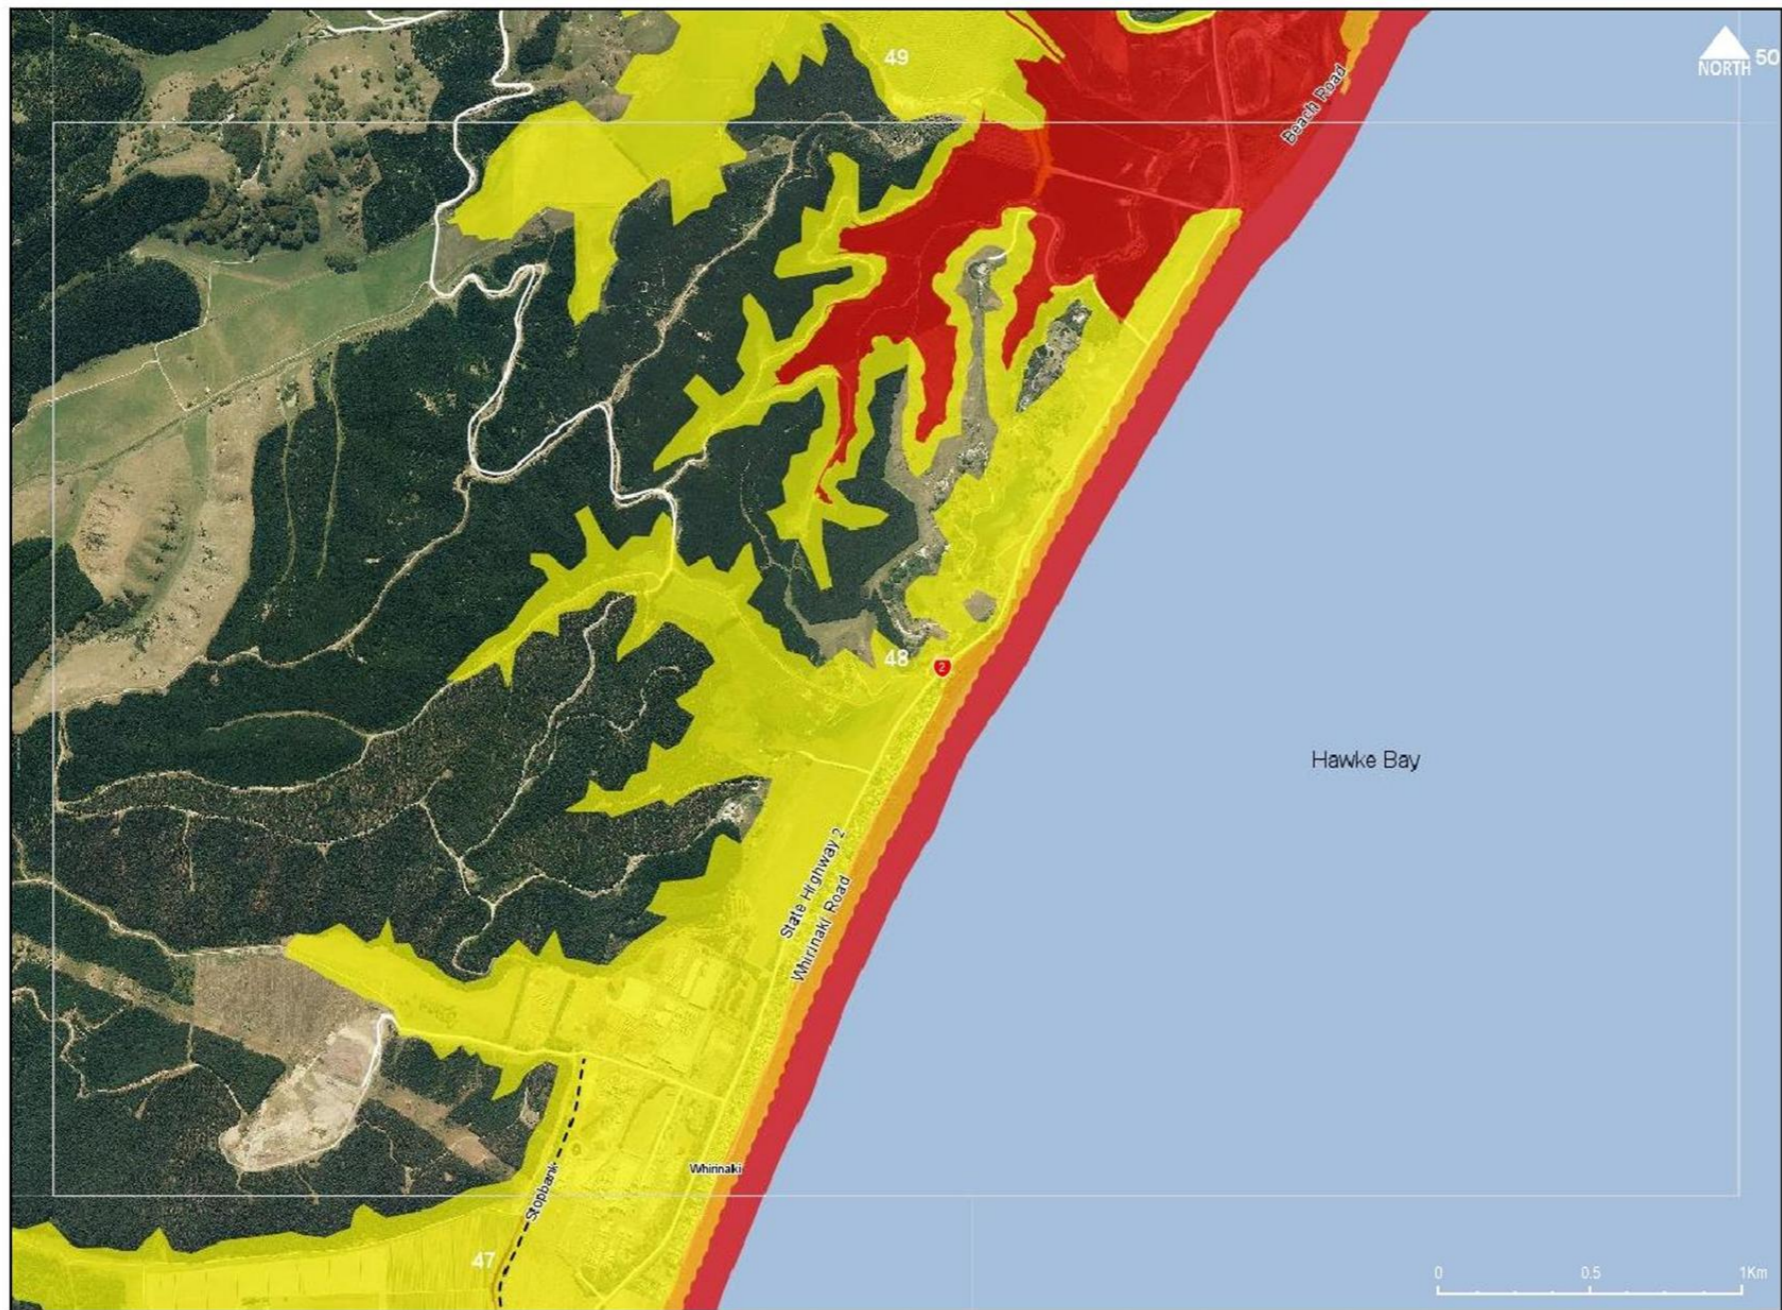 49
NORTH
50
Beach Road
48
2
Hawke Bay
State Highway 2
Whirinaki Road
Whirinaki
Stopbank
47
0 0.5 1Km